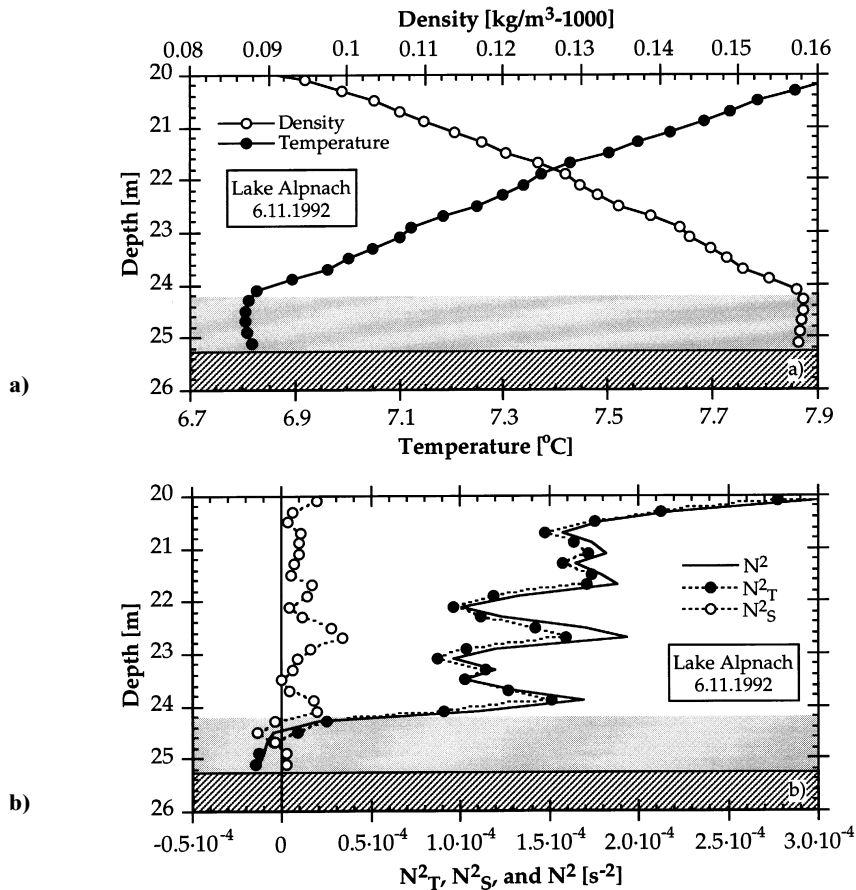 Density [kg/m³-1000]
0.08 0.09 0.1 0.11 0.12 0.13 0.14 0.15 0.16
20
21
22
23
24
25
26
Depth [m]
Density
Temperature
Lake Alpnach
6.11.1992
a)
a)
6.7 6.9 7.1 7.3 7.5 7.7 7.9
Temperature [°C]
20
21
22
23
24
25
26
Depth [m]
N²
N²T
N²S
Lake Alpnach
6.11.1992
b)
b)
-0.5·10⁻⁴ 0 0.5·10⁻⁴ 1.0·10⁻⁴ 1.5·10⁻⁴ 2.0·10⁻⁴ 2.5·10⁻⁴ 3.0·10⁻⁴
N²T, N²S, and N² [s⁻²]